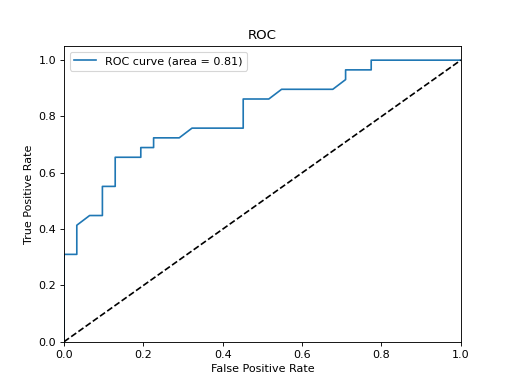 ROC
ROC curve (area = 0.81)
1.0
0.8
0.6
0.4
0.2
0.0
True Positive Rate
0.0 0.2 0.4 0.6 0.8 1.0
False Positive Rate